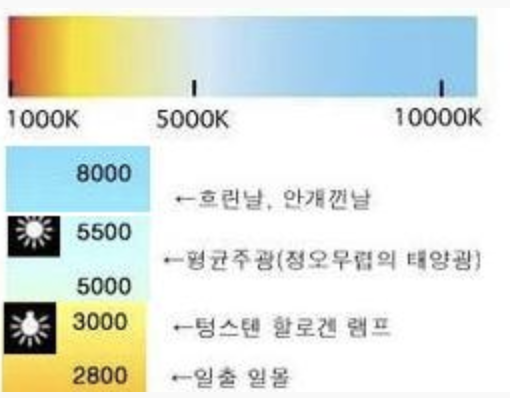 1000K 5000K 10000K
8000
←흐린날, 안개낀날
5500
←평균주광(정오무렵의 태양광)
5000
3000
←텅스텐 할로겐 램프
2800
←일출 일몰